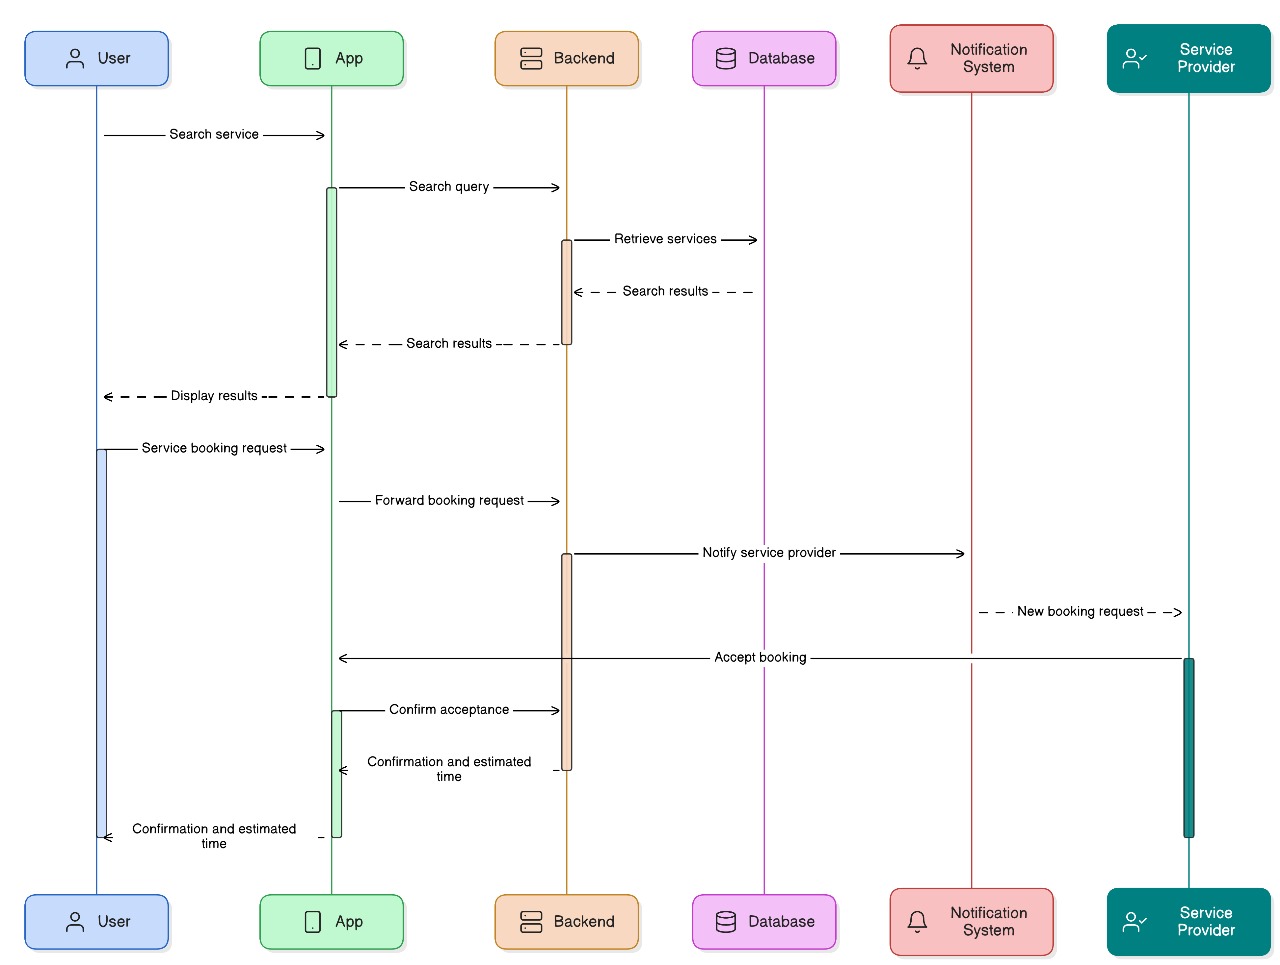 User
App
Backend
Database
Notification
System
Service
Provider
Search service
Search query
Retrieve services
Search results
Search results
Display results
Service booking request
Forward booking request
Notify service provider
New booking request
Accept booking
Confirm acceptance
Confirmation and estimated
time
Confirmation and estimated
time
User
App
Backend
Database
Notification
System
Service
Provider